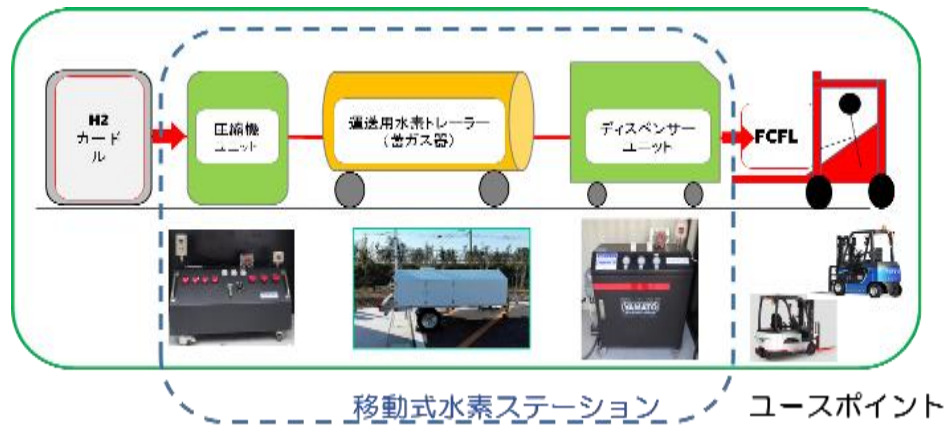 H2
カード
ル
圧縮機
ユニット
運送用水素トレーラー
(蓄ガス器)
ディスペンサー
ユニット
FCFL
YAMATO
移動式水素ステーション
ユースポイント